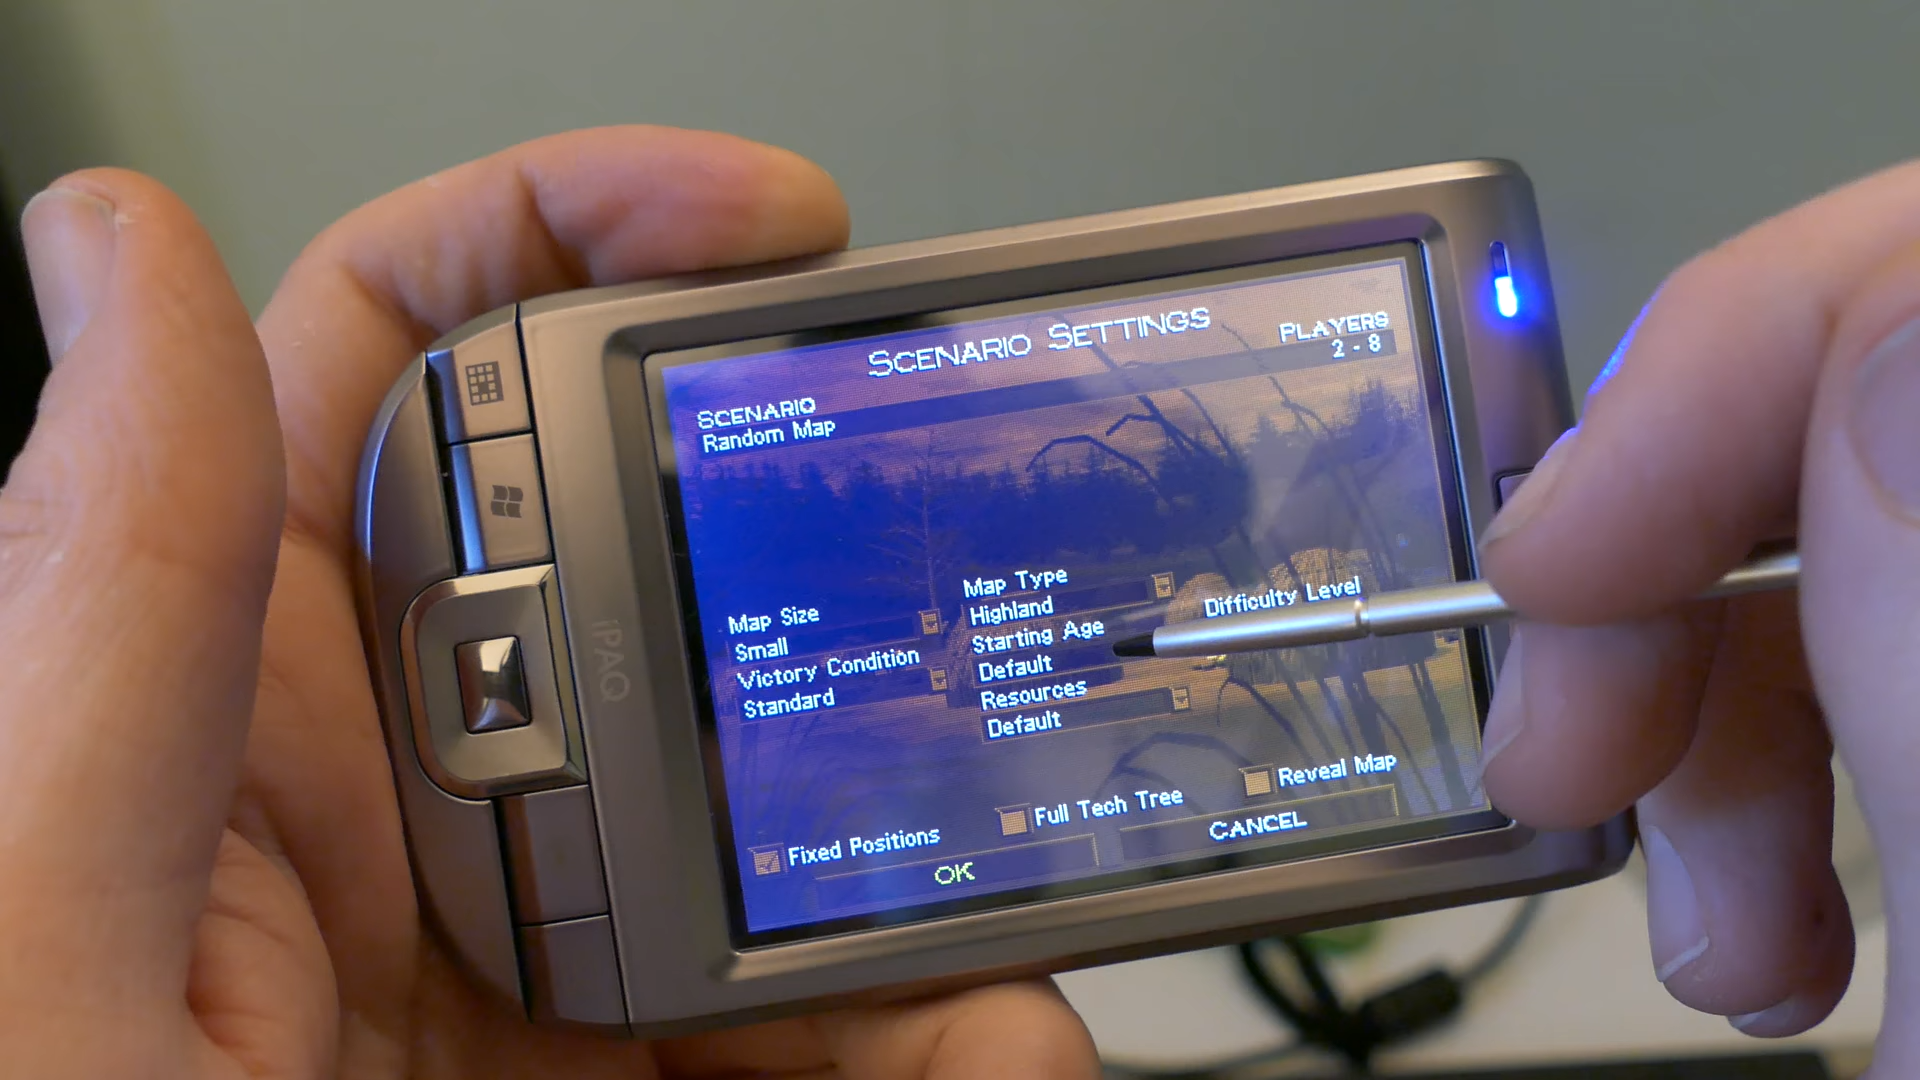 SCENARIO SETTINGS
PLAYERS
2 - 8
SCENARIO
Random Map
Map Size
Small
Victory Condition
Standard
Map Type
Highland
Starting Age
Default
Resources
Default
Difficulty Level
Fixed Positions
Full Tech Tree
Reveal Map
OK
CANCEL
iPAQ